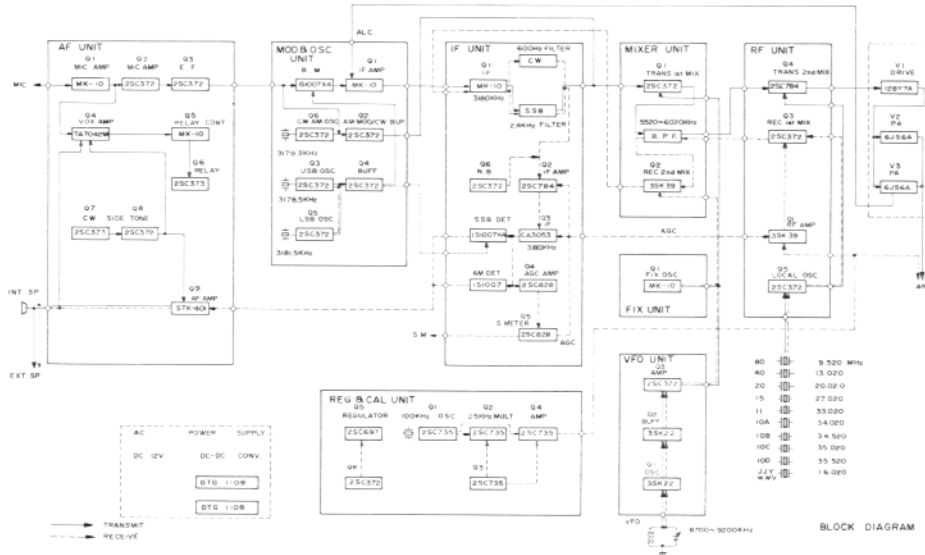 ALC
AF UNIT
Q1 MIC AMP
Q2 MIC AMP
Q3 E.F
MIC
MK-10
2SC372
2SC372
Q4 VOX AMP
TA7042M
Q5 RELAY CONT
MK-10
Q6 RELAY
2SC373
Q7 CW
2SC373
Q8 SIDE TONE
2SC372
Q9 AF AMP
STK-401
INT. SP
EXT. SP
MOD & OSC UNIT
B M
1S1007X4
Q1 IF AMP
MK-10
Q6 CW AM OSC
2SC372
Q2 AM MOD/CW BUF
2SC372
3179.3KHz
Q3 USB OSC
2SC372
Q4 BUFF
2SC372
3178.5KHz
Q5 LSB OSC
2SC372
3181.5KHz
IF UNIT
600Hz FILTER
CW
Q1 IF
MK-10
3180KHz
SSB
2.4KHz FILTER
Q6 N.B
2SC372
Q2 IF AMP
2SC784
SSB DET
1S1007X4
Q3
CA3053
3180KHz
AM DET
1S1007
Q4 AGC AMP
2SC828
Q5 S METER
2SC828
S.M
AGC
MIXER UNIT
Q1 TRANS 1st MIX
2SC372
5520~6020KHz
B.P.F.
Q2 REC 2nd MIX
3SK39
AGC
FIX UNIT
Q1 FIX OSC
MK-10
RF UNIT
Q4 TRANS 2nd MIX
2SC784
Q3 REC 1st MIX
2SC372
Q1 RF AMP
3SK39
Q5 LOCAL OSC
2SC372
V1 DRIVE
12BY7A
V2 PA
6JS6A
V3 PA
6JS6A
VFO UNIT
Q3 AMP
2SC372
Q2 BUFF
3SK22
Q1 OSC
3SK22
VFO
8700~9200KHz
80 9.520 MHz
40 13.020
20 20.020
15 27.020
11 33.020
10A 34.020
10B 34.520
10C 35.020
10D 35.520
JJY WWV 16.020
REG & CAL UNIT
Q5 REGULATOR
2SC697
Q1 100KHz OSC
2SC735
Q2 25KHz MULT
2SC735
Q4 AMP
2SC735
Q6
2SC372
Q3
2SC735
AC POWER SUPPLY
DC 12V DC-DC CONV.
DTG 110B
DTG 110B
TRANSMIT
RECEIVE
BLOCK DIAGRAM